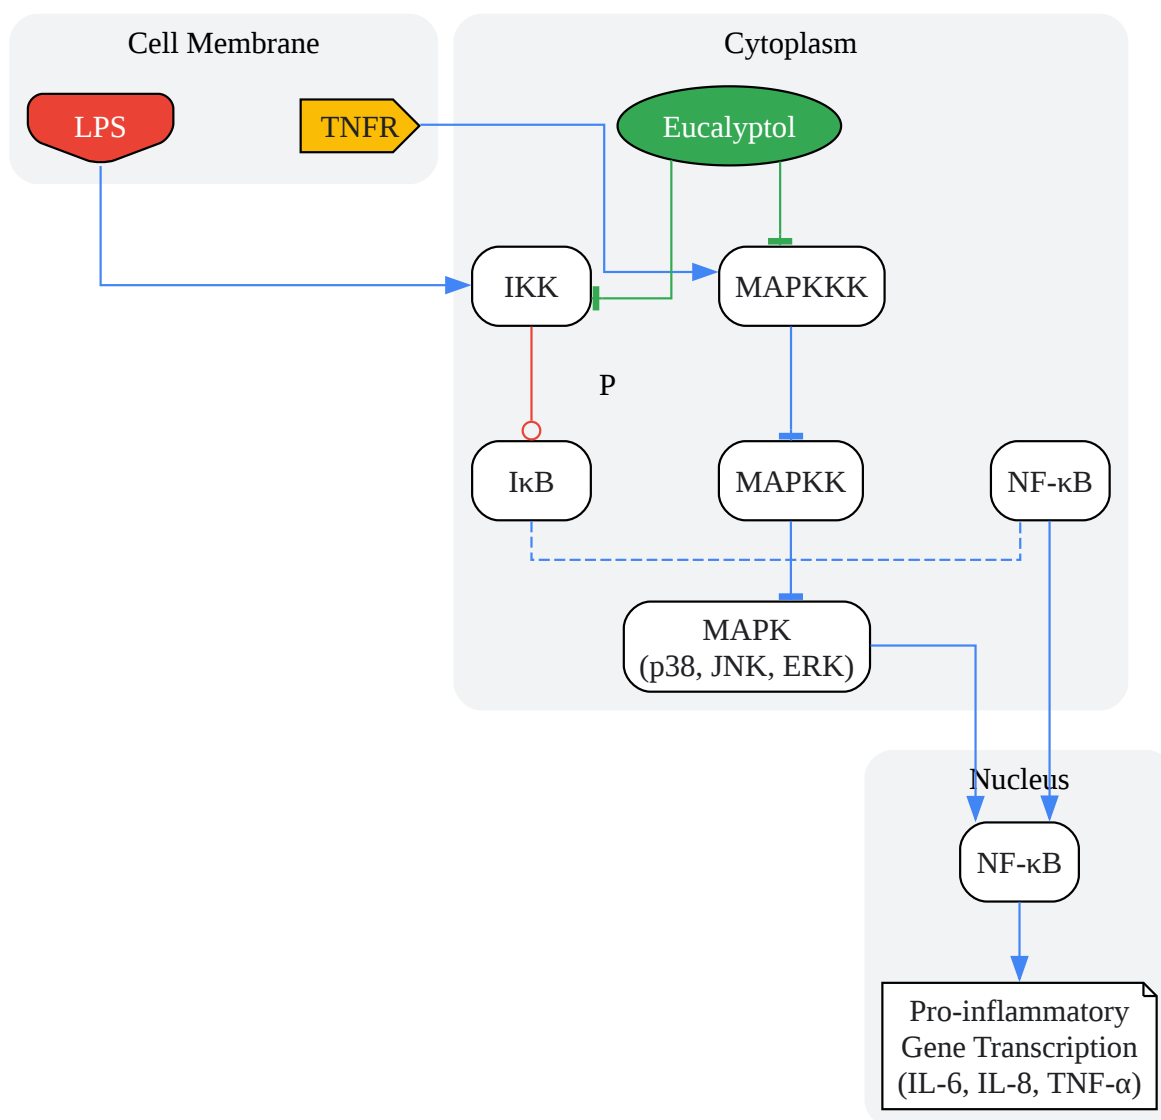 Cell Membrane
Cytoplasm
LPS
TNFR
Eucalyptol
IKK
MAPKKK
P
IκB
MAPKK
NF-κB
MAPK
(p38, JNK, ERK)
Nucleus
NF-κB
Pro-inflammatory
Gene Transcription
(IL-6, IL-8, TNF-α)